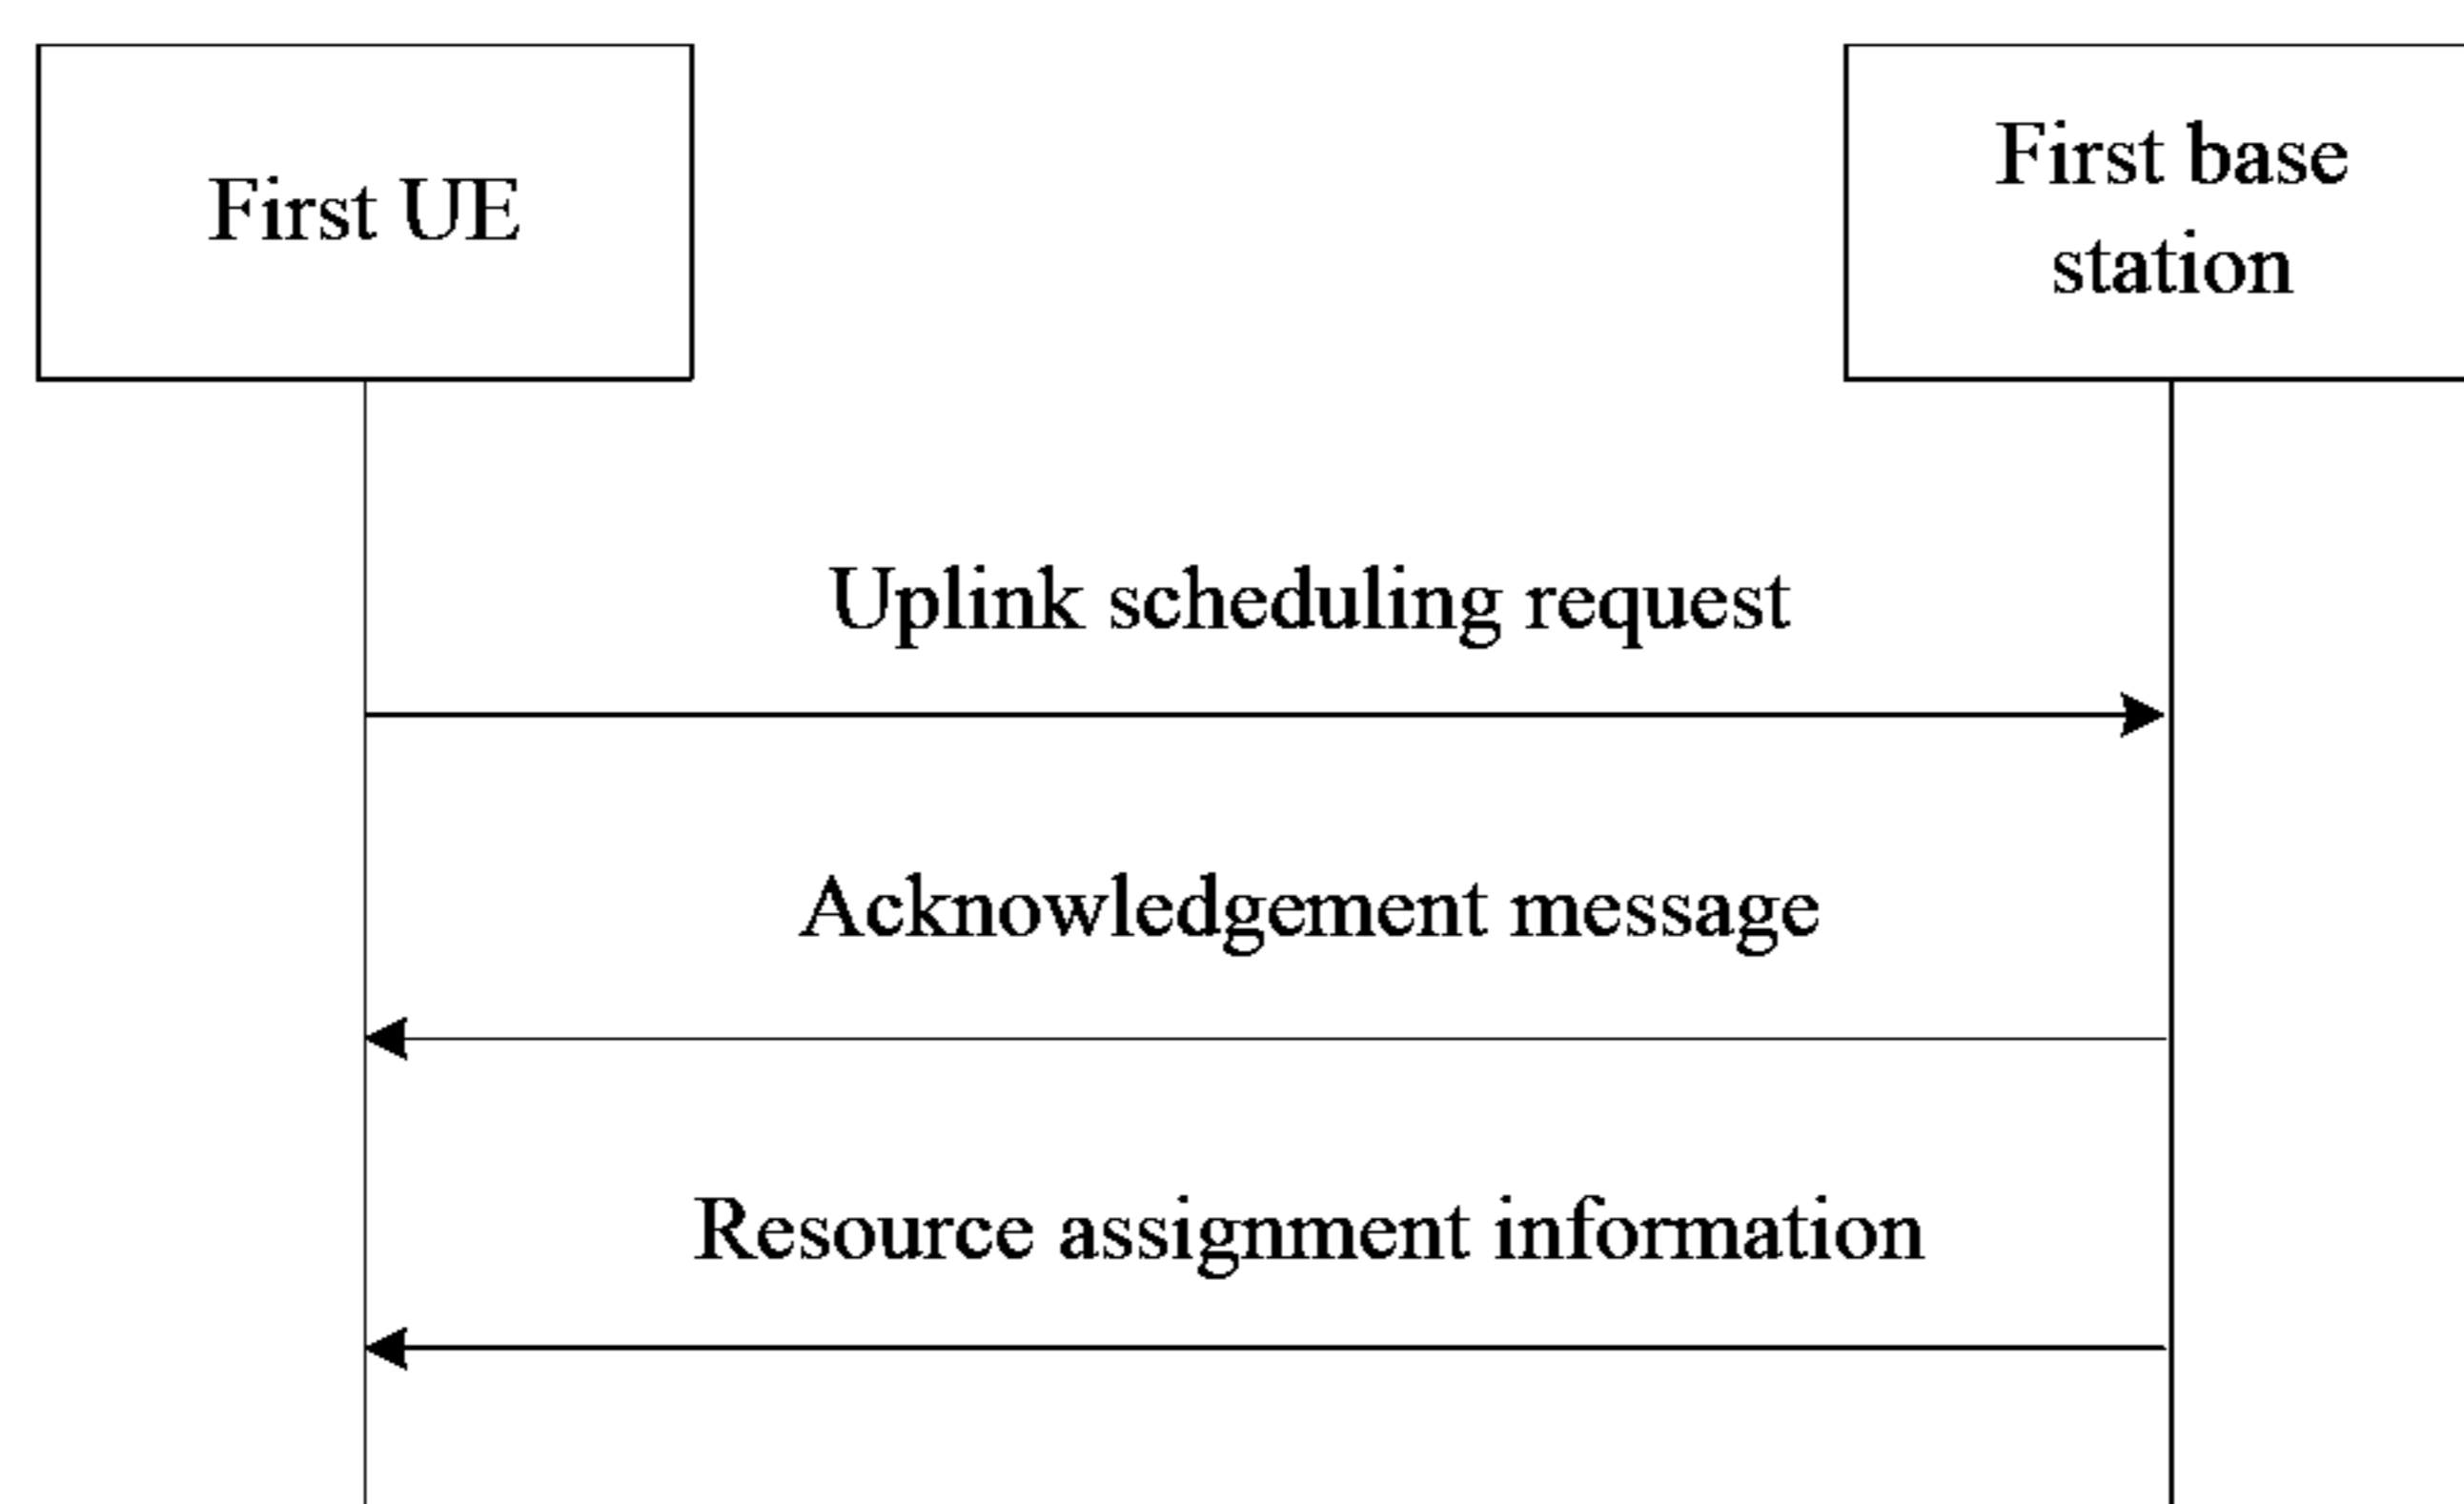 First UE
First base
station
Uplink scheduling request
Acknowledgement message
Resource assignment information